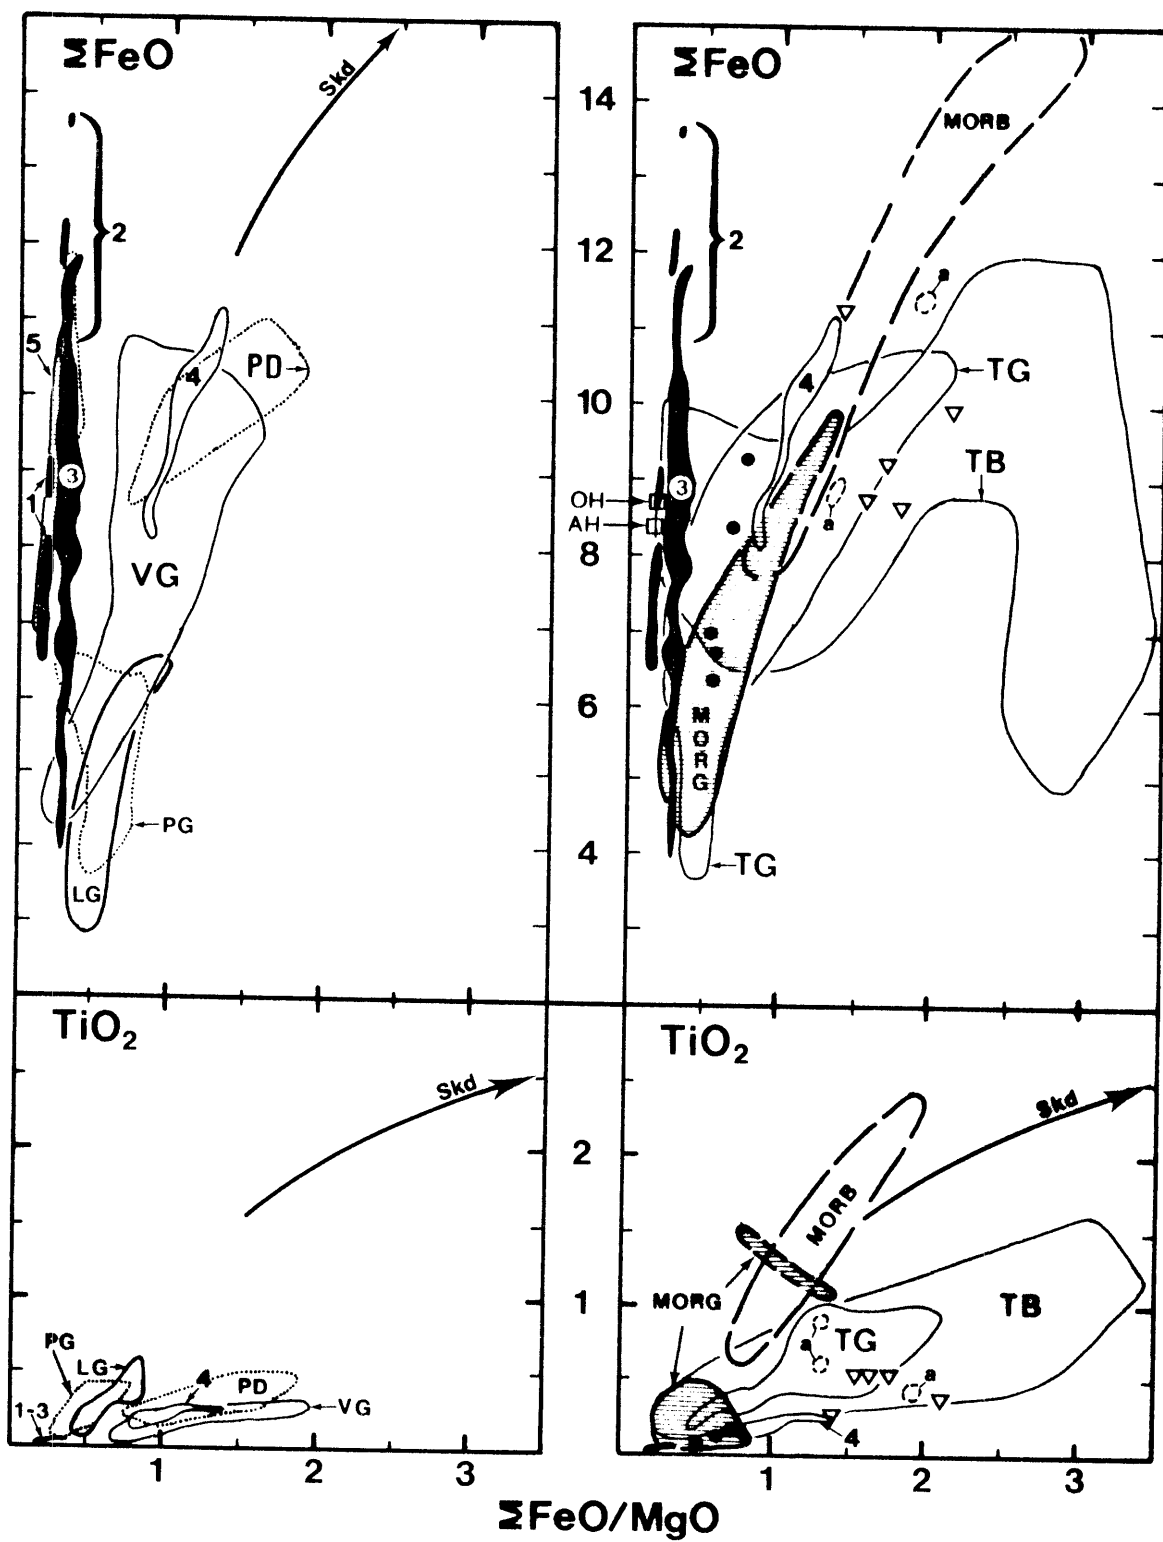 ΣFeO
Skd
2
5
4
PD
3
1
VG
PG
LG
14
12
10
8
6
4
ΣFeO
MORB
2
a
4
TG
TB
3
OH
AH
a
MORG
TG
TiO2
Skd
PG
LG
4
PD
1-3
VG
2
1
TiO2
Skd
MORB
MORG
TB
TG
a
a
4
1 2 3
1 2 3
ΣFeO/MgO